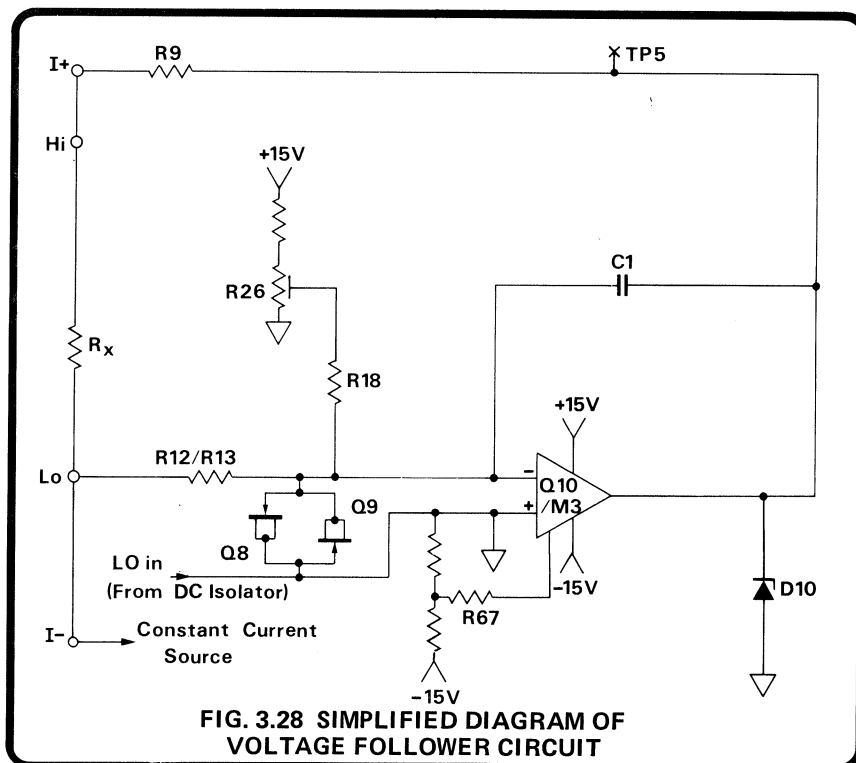 I+
R9
TP5
Hi
+15V
C1
R26
Rx
R18
+15V
Lo
R12/R13
−
Q10
/M3
+
Q9
Q8
LO in
(From DC Isolator)
−15V
D10
R67
I−
Constant Current
Source
−15V
FIG. 3.28 SIMPLIFIED DIAGRAM OF
VOLTAGE FOLLOWER CIRCUIT